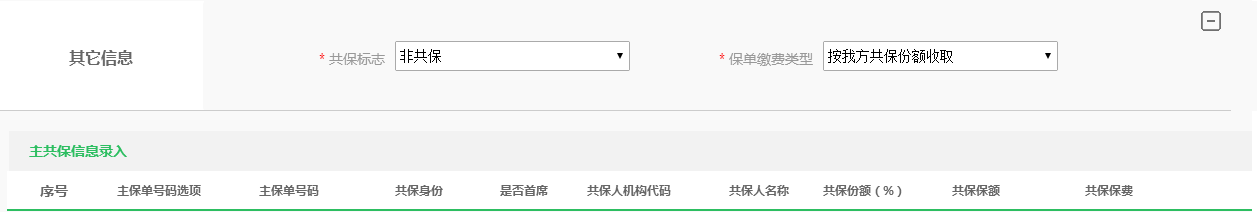 其它信息 * 共保标志 非共保 * 保单缴费类型 按我方共保份额收取
主共保信息录入
序号 主保单号码选项 主保单号码 共保身份 是否首席 共保人机构代码 共保人名称 共保份额（%） 共保保额 共保保费